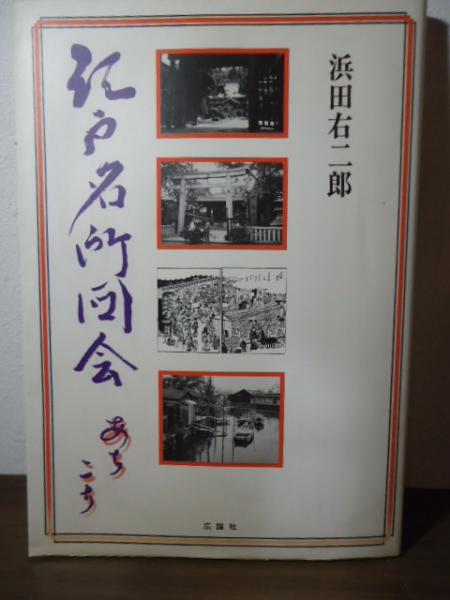 浜田右二郎
江戸名所図会
あち
こち
広論社